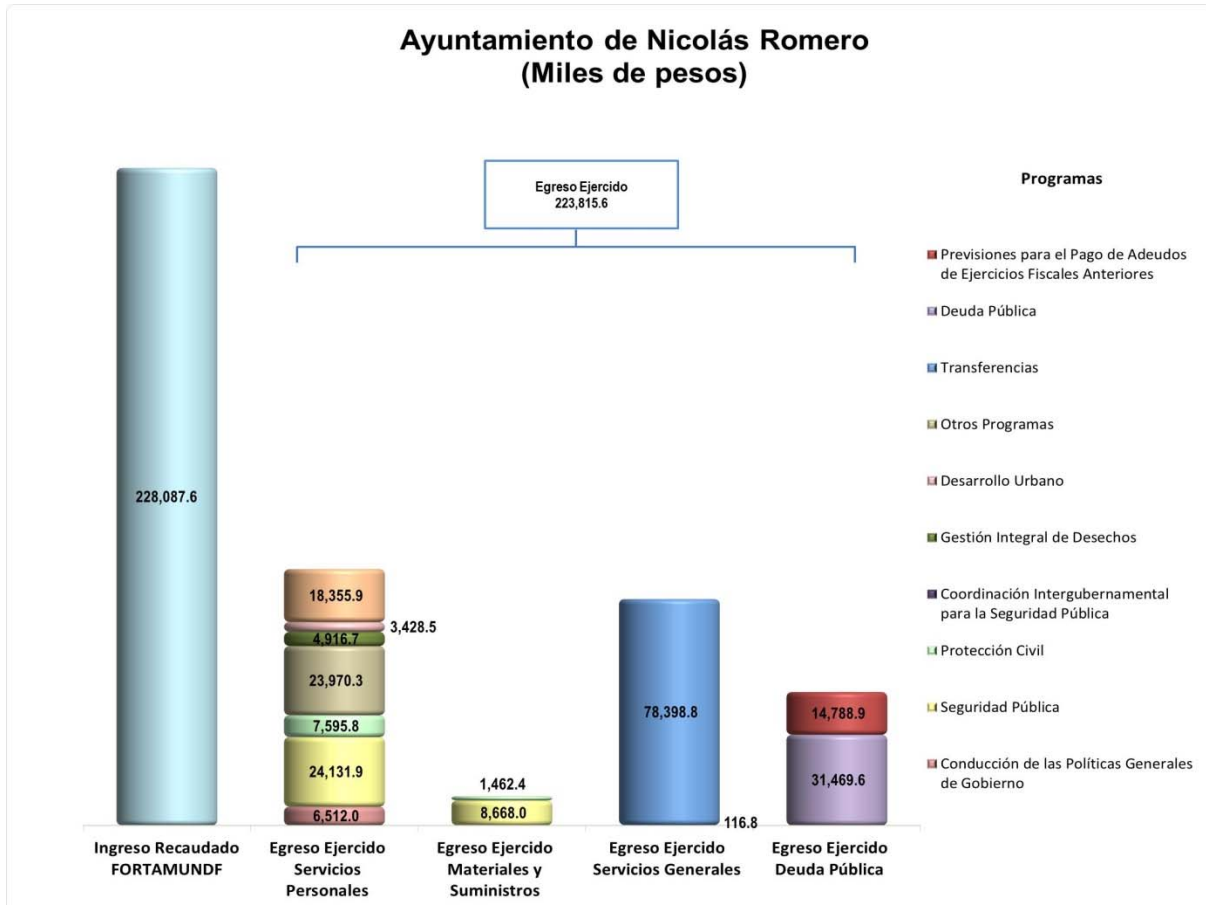 Ayuntamiento de Nicolás Romero
(Miles de pesos)
Egreso Ejercido
223,815.6
Programas
Previsiones para el Pago de Adeudos
de Ejercicios Fiscales Anteriores
Deuda Pública
Transferencias
Otros Programas
Desarrollo Urbano
Gestión Integral de Desechos
Coordinación Intergubernamental
para la Seguridad Pública
Protección Civil
Seguridad Pública
Conducción de las Políticas Generales
de Gobierno
228,087.6
18,355.9
3,428.5
4,916.7
23,970.3
7,595.8
24,131.9
6,512.0
1,462.4
8,668.0
78,398.8
116.8
14,788.9
31,469.6
Ingreso Recaudado
FORTAMUNDF
Egreso Ejercido
Servicios
Personales
Egreso Ejercido
Materiales y
Suministros
Egreso Ejercido
Servicios Generales
Egreso Ejercido
Deuda Pública